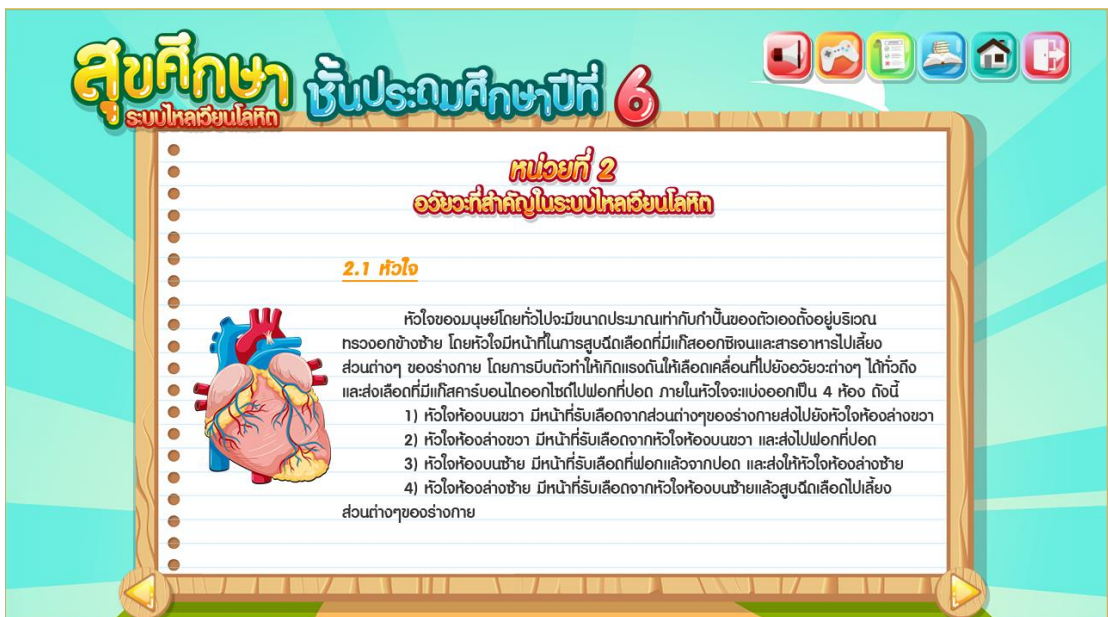 สุขศึกษา ชั้นประถมศึกษาปีที่ 6
ระบบไหลเวียนโลหิต
หน่วยที่ 2
อวัยวะที่สำคัญในระบบไหลเวียนโลหิต
2.1 หัวใจ
หัวใจของมนุษย์โดยทั่วไปจะมีขนาดประมาณเท่ากับกำปั้นของตัวเองตั้งอยู่บริเวณ
ทรวงอกข้างซ้าย โดยหัวใจมีหน้าที่ในการสูบฉีดเลือดที่มีแก๊สออกซิเจนและสารอาหารไปเลี้ยง
ส่วนต่างๆ ของร่างกาย โดยการบีบตัวทำให้เกิดแรงดันให้เลือดเคลื่อนที่ไปยังอวัยวะต่างๆ ได้ทั่วถึง
และส่งเลือดที่มีแก๊สคาร์บอนไดออกไซด์ไปฟอกที่ปอด ภายในหัวใจจะแบ่งออกเป็น 4 ห้อง ดังนี้
1) หัวใจห้องบนขวา มีหน้าที่รับเลือดจากส่วนต่างๆของร่างกายส่งไปยังหัวใจห้องล่างขวา
2) หัวใจห้องล่างขวา มีหน้าที่รับเลือดจากหัวใจห้องบนขวา และส่งไปฟอกที่ปอด
3) หัวใจห้องบนซ้าย มีหน้าที่รับเลือดที่ฟอกแล้วจากปอด และส่งให้หัวใจห้องล่างซ้าย
4) หัวใจห้องล่างซ้าย มีหน้าที่รับเลือดจากหัวใจห้องบนซ้ายแล้วสูบฉีดเลือดไปเลี้ยง
ส่วนต่างๆของร่างกาย